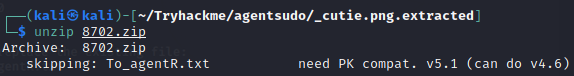 ┌──(kali㉿kali)-[~/Tryhackme/agentsudo/_cutie.png.extracted]
└─$ unzip 8702.zip
Archive:  8702.zip
   skipping: To_agentR.txt           need PK compat. v5.1 (can do v4.6)